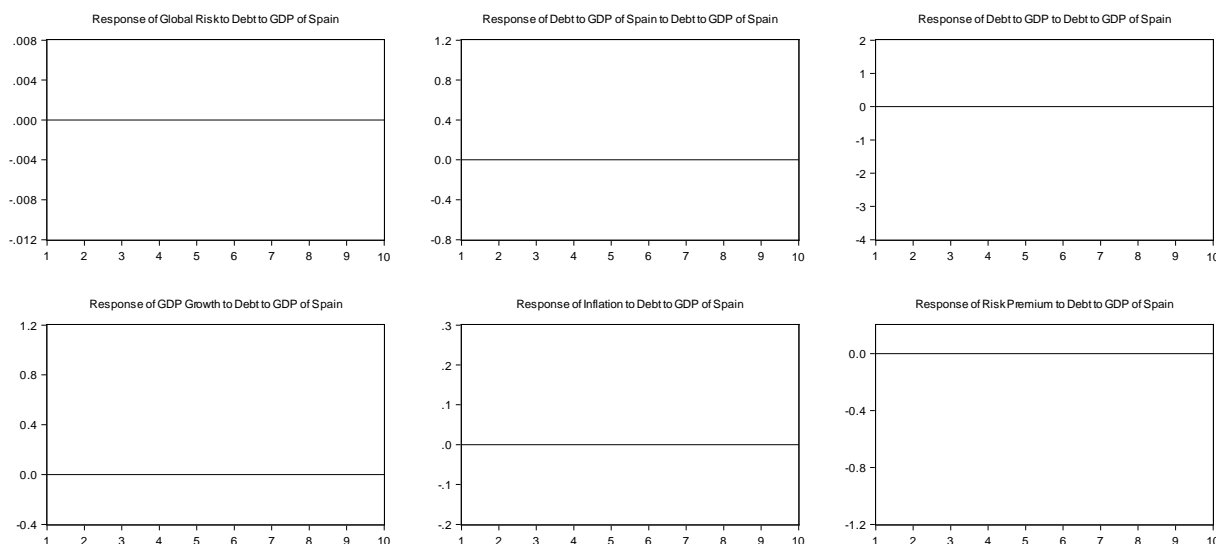 Response of Global Risk to Debt to GDP of Spain
.008
.004
.000
-.004
-.008
-.012
1 2 3 4 5 6 7 8 9 10
Response of Debt to GDP of Spain to Debt to GDP of Spain
1.2
0.8
0.4
0.0
-0.4
-0.8
1 2 3 4 5 6 7 8 9 10
Response of Debt to GDP to Debt to GDP of Spain
2
1
0
-1
-2
-3
-4
1 2 3 4 5 6 7 8 9 10
Response of GDP Growth to Debt to GDP of Spain
1.2
0.8
0.4
0.0
-0.4
1 2 3 4 5 6 7 8 9 10
Response of Inflation to Debt to GDP of Spain
.3
.2
.1
.0
-.1
-.2
1 2 3 4 5 6 7 8 9 10
Response of Risk Premium to Debt to GDP of Spain
0.0
-0.4
-0.8
-1.2
1 2 3 4 5 6 7 8 9 10